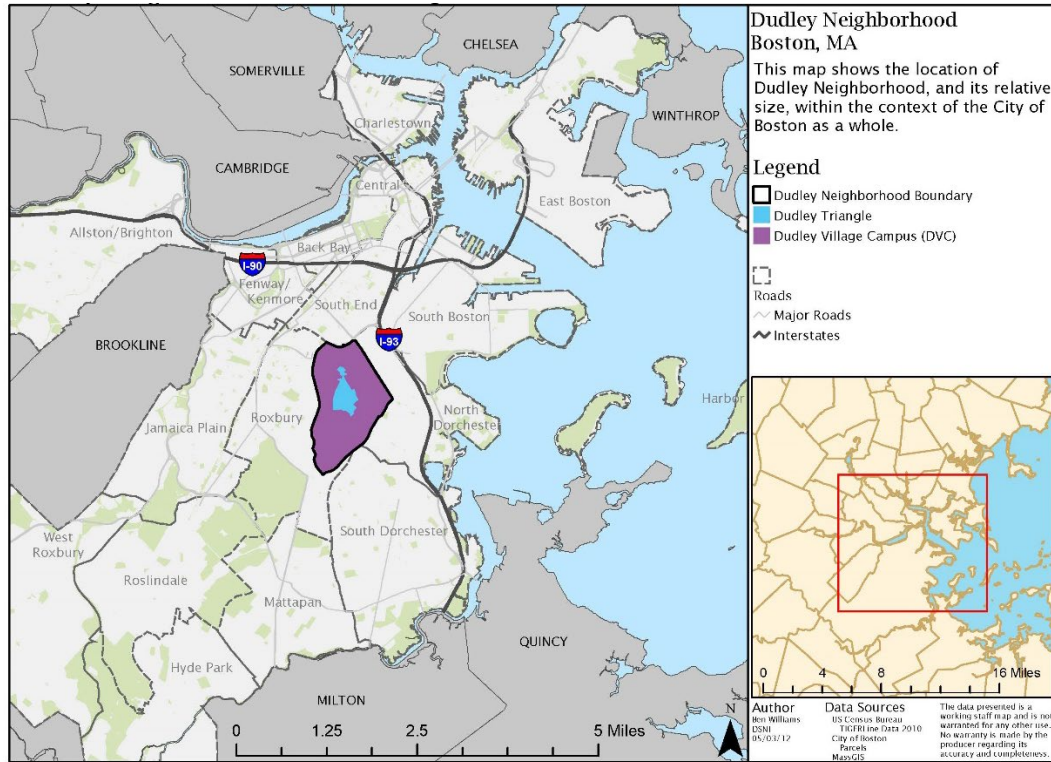 CHELSEA
SOMERVILLE
WINTHROP
Charlestown
CAMBRIDGE
Central
East Boston
Allston/Brighton
Back Bay
I-90
Fenway/
Kenmore
South End
South Boston
I-93
BROOKLINE
Roxbury
North
Dorchester
Harbor
Jamaica Plain
South Dorchester
West
Roxbury
Roslindale
Mattapan
Hyde Park
QUINCY
MILTON
0 1.25 2.5 5 Miles
N
Dudley Neighborhood
Boston, MA
This map shows the location of
Dudley Neighborhood, and its relative
size, within the context of the City of
Boston as a whole.
Legend
Dudley Neighborhood Boundary
Dudley Triangle
Dudley Village Campus (DVC)
Roads
Major Roads
Interstates
0 4 8 16 Miles
Author
Ben Williams
DSNI
05/03/12
Data Sources
US Census Bureau
TIGERLine Data 2010
City of Boston
Parcels
MassGIS
The data presented is a
working staff map and is not
warranted for any other use.
No warranty is made by the
producer regarding its
accuracy and completeness.